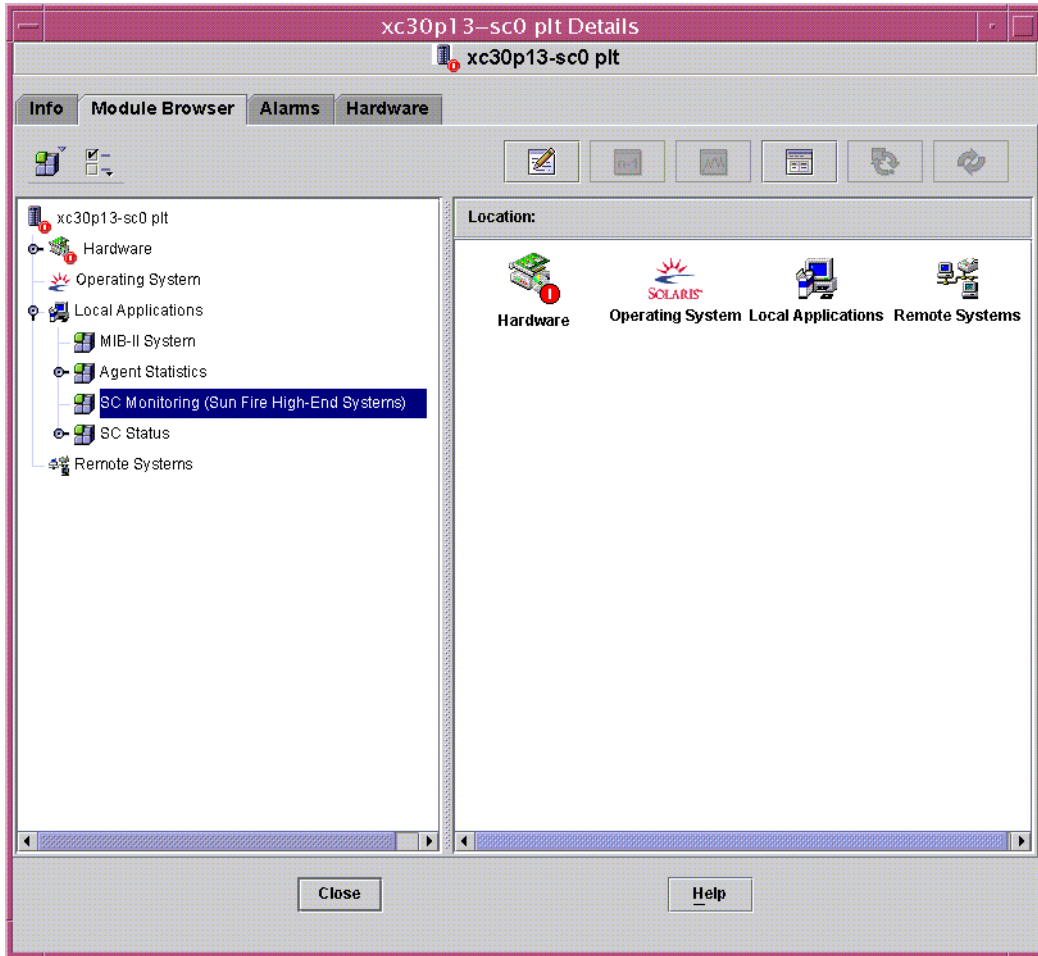 xc30p13–sc0 plt Details
xc30p13-sc0 plt
Info Module Browser Alarms Hardware
n-1
xc30p13-sc0 plt
Hardware
Operating System
Local Applications
MIB-II System
Agent Statistics
SC Monitoring (Sun Fire High-End Systems)
SC Status
Remote Systems
Location:
SOLARIS
Hardware Operating System Local Applications Remote Systems
Close Help